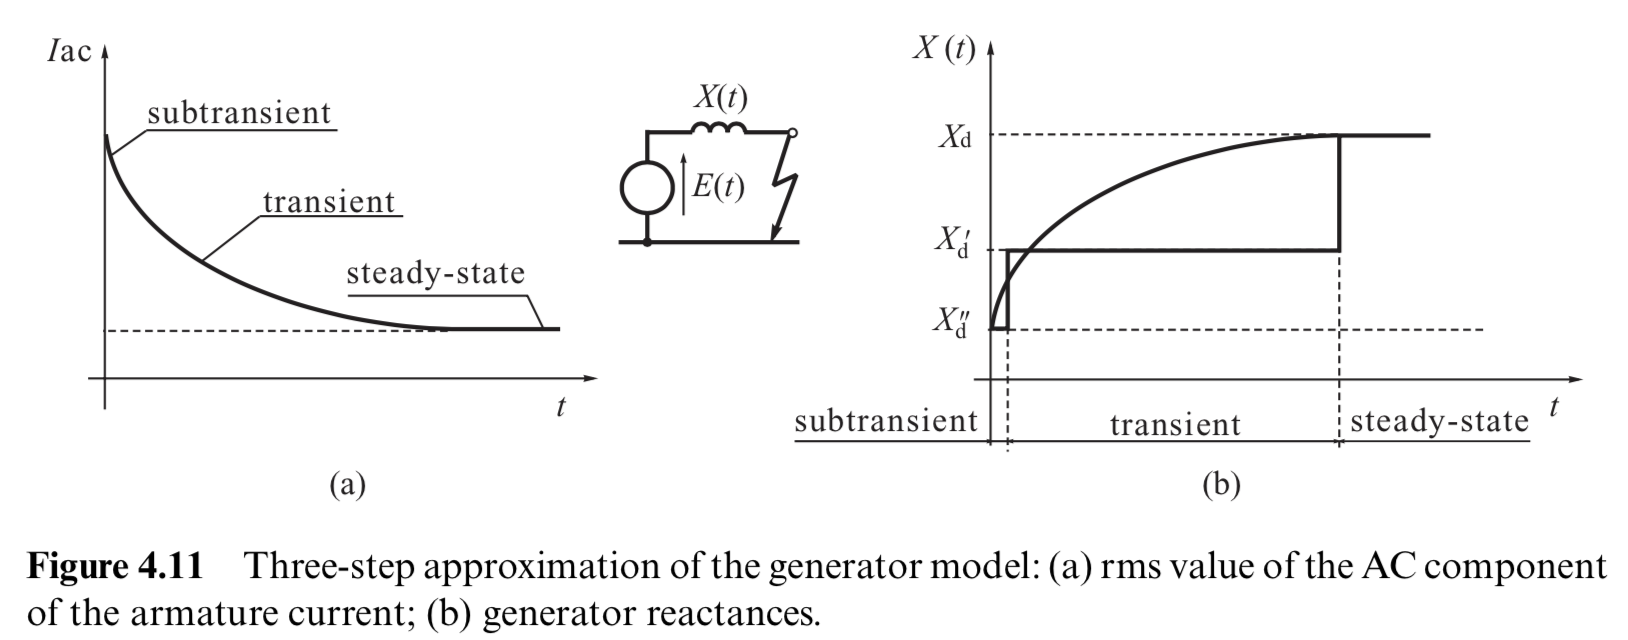 Iac
subtransient
transient
steady-state
t
(a)
X(t)
E(t)
X (t)
Xd
X′d
X″d
subtransient
transient
steady-state
t
(b)
Figure 4.11 Three-step approximation of the generator model: (a) rms value of the AC component
of the armature current; (b) generator reactances.